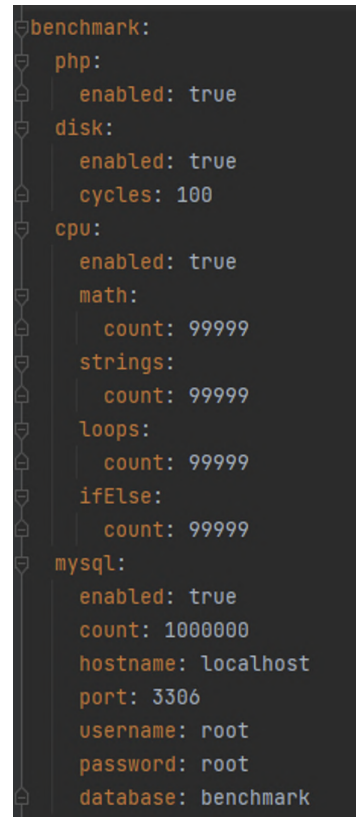 benchmark:
  php:
    enabled: true
  disk:
    enabled: true
    cycles: 100
  cpu:
    enabled: true
    math:
      count: 99999
    strings:
      count: 99999
    loops:
      count: 99999
    ifElse:
      count: 99999
  mysql:
    enabled: true
    count: 1000000
    hostname: localhost
    port: 3306
    username: root
    password: root
    database: benchmark